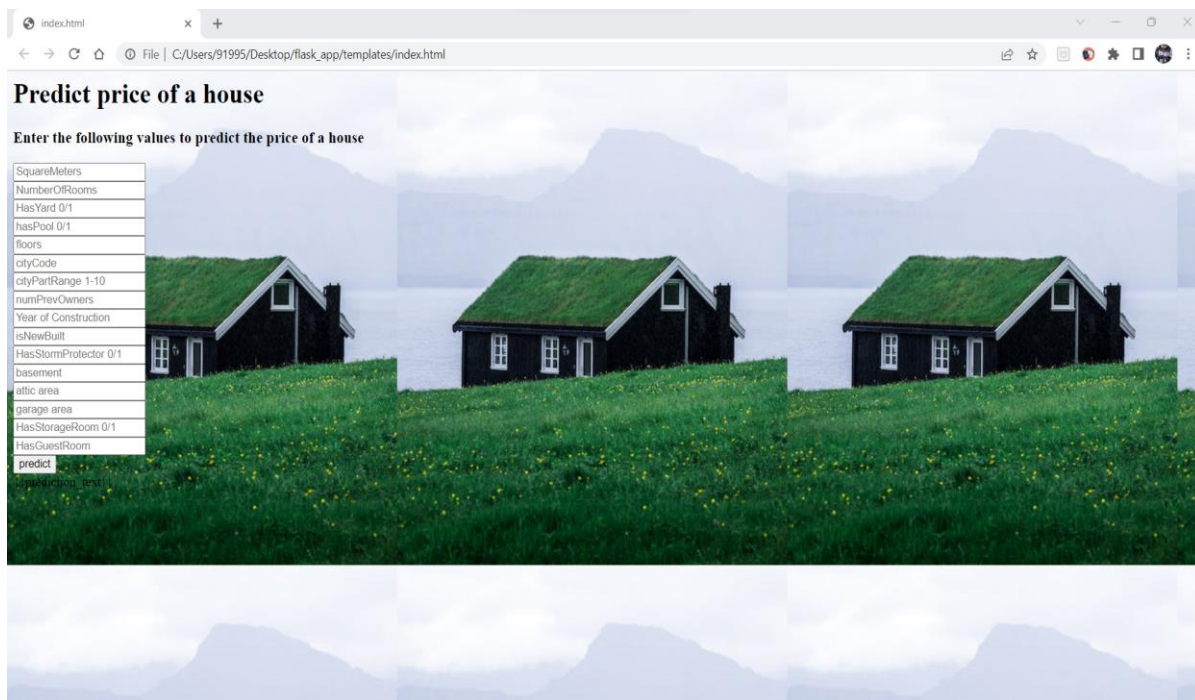 index.html
File | C:/Users/91995/Desktop/flask_app/templates/index.html
Predict price of a house
Enter the following values to predict the price of a house
SquareMeters
NumberOfRooms
HasYard 0/1
hasPool 0/1
floors
cityCode
cityPartRange 1-10
numPrevOwners
Year of Construction
isNewBuilt
HasStormProtector 0/1
basement
attic area
garage area
HasStorageRoom 0/1
HasGuestRoom
predict
{{prediction_text}}